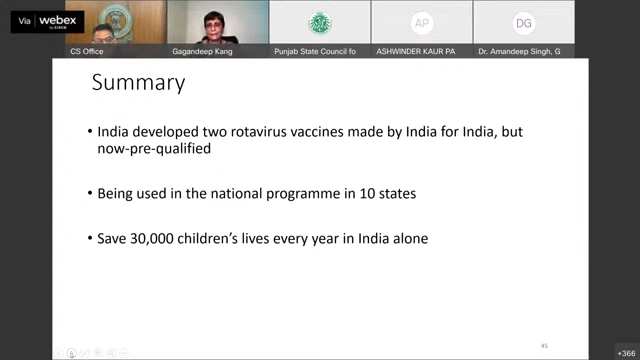 Via webex
by CISCO
CS Office
Gagandeep Kang
Punjab State Council fo
AP
ASHWINDER KAUR PA
DG
Dr. Amandeep Singh, G
Summary
• India developed two rotavirus vaccines made by India for India, but
now-pre-qualified
• Being used in the national programme in 10 states
• Save 30,000 children's lives every year in India alone
45
+366